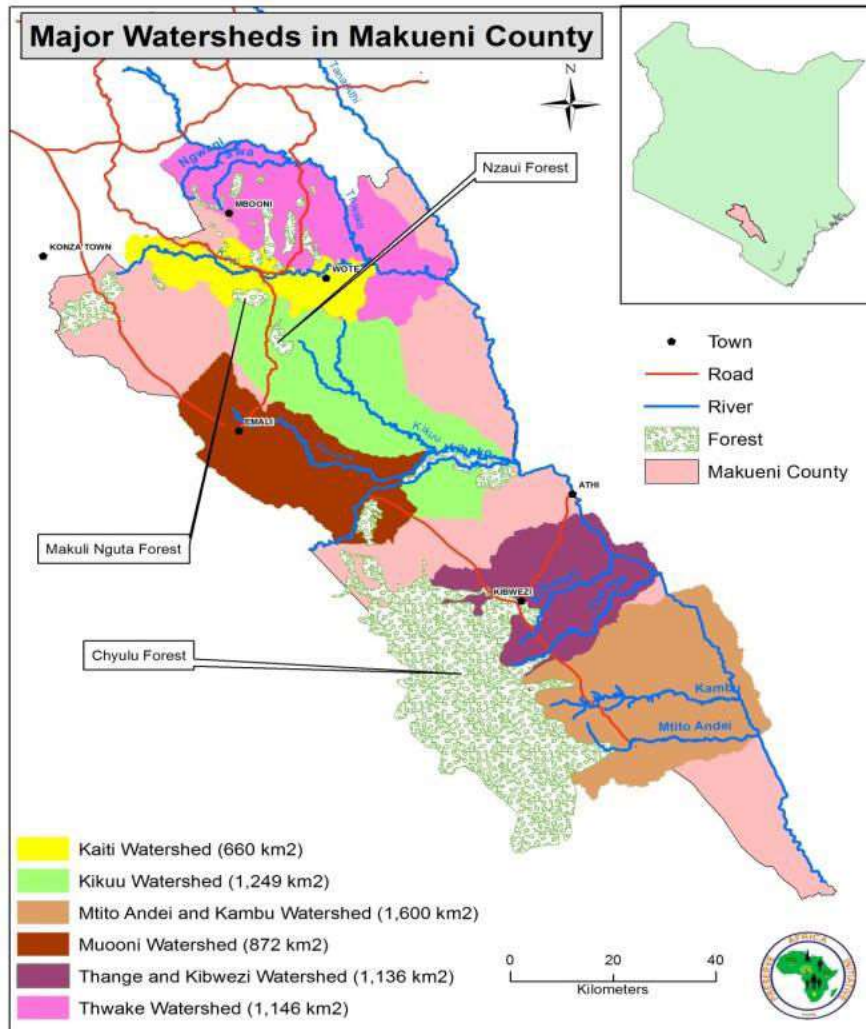 Major Watersheds in Makueni County
N
Nzaui Forest
Ngwani
Thwake
MBOONI
KONZA TOWN
WOTE
EMALI
Kikuu
ATHI
Makuli Nguta Forest
KIBWEZI
Chyulu Forest
Kambu
Mtito Andei
Town
Road
River
Forest
Makueni County
Kaiti Watershed (660 km2)
Kikuu Watershed (1,249 km2)
Mtito Andei and Kambu Watershed (1,600 km2)
Muooni Watershed (872 km2)
Thange and Kibwezi Watershed (1,136 km2)
Thwake Watershed (1,146 km2)
0 20 40
Kilometers
AFRICA